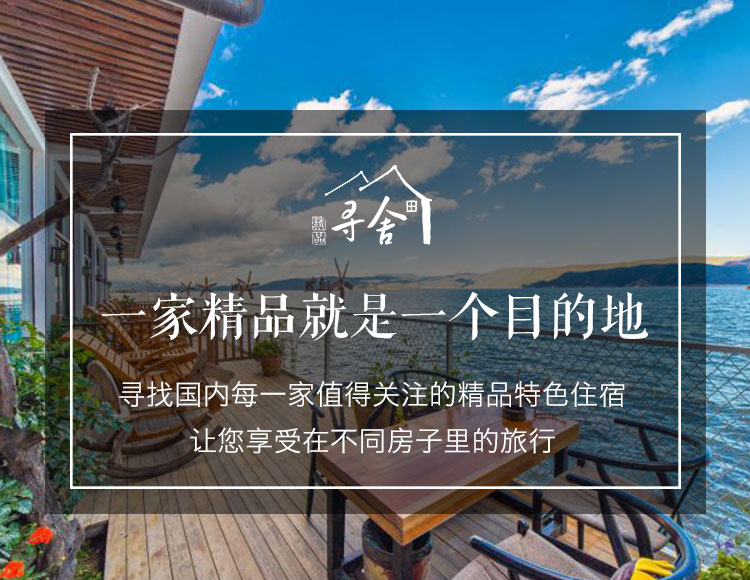 寻舍
精品
一家精品就是一个目的地
寻找国内每一家值得关注的精品特色住宿
让您享受在不同房子里的旅行